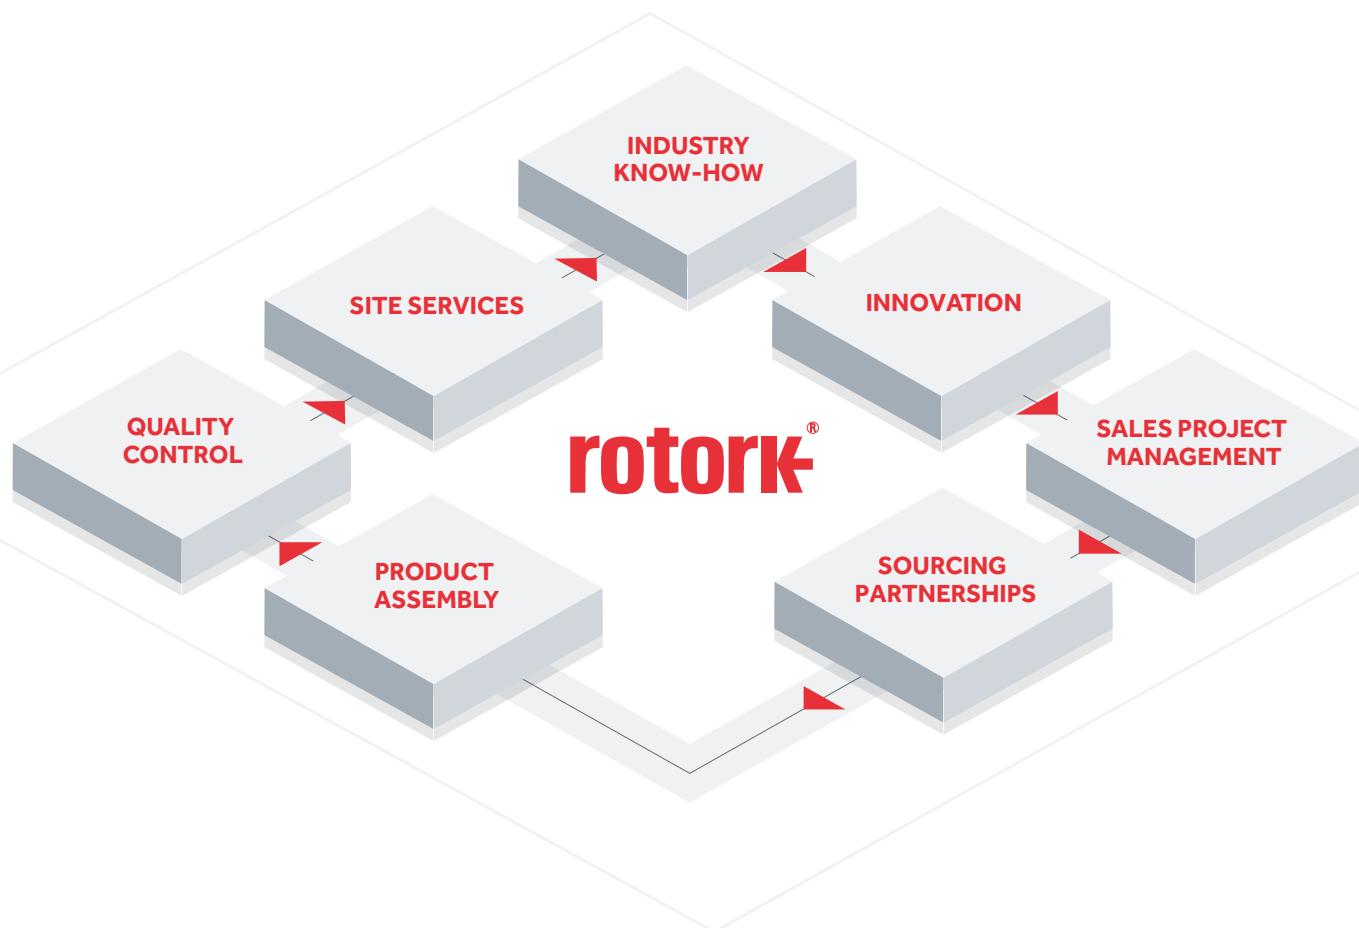 INDUSTRY
KNOW-HOW
SITE SERVICES
INNOVATION
QUALITY
CONTROL
rotork®
SALES PROJECT
MANAGEMENT
PRODUCT
ASSEMBLY
SOURCING
PARTNERSHIPS